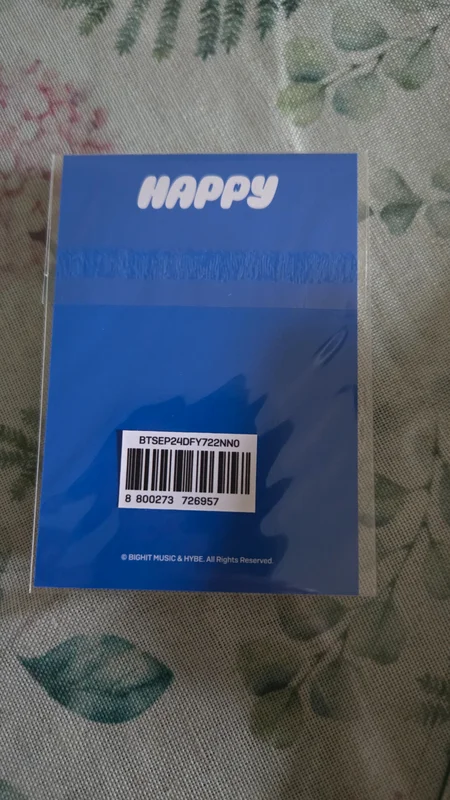 HAPPY
BTSEP24DFY722NN0
8 800273 726957
© BIGHIT MUSIC & HYBE. All Rights Reserved.